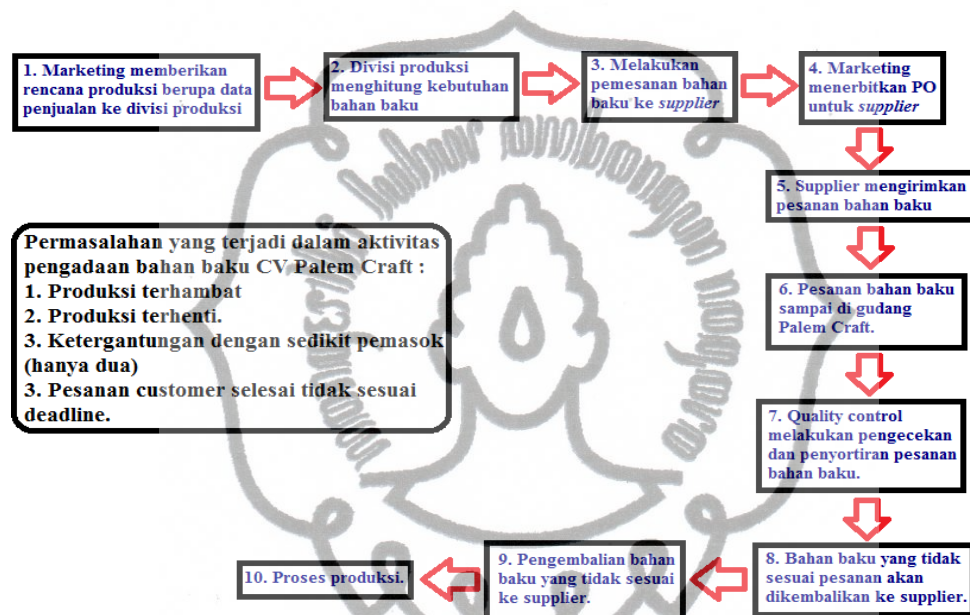 1. Marketing memberikan
rencana produksi berupa data
penjualan ke divisi produksi
2. Divisi produksi
menghitung kebutuhan
bahan baku
3. Melakukan
pemesanan bahan
baku ke supplier
4. Marketing
menerbitkan PO
untuk supplier
5. Supplier mengirimkan
pesanan bahan baku
6. Pesanan bahan baku
sampai di gudang
Palem Craft.
7. Quality control
melakukan pengecekan
dan penyortiran pesanan
bahan baku.
8. Bahan baku yang tidak
sesuai pesanan akan
dikembalikan ke supplier.
9. Pengembalian bahan
baku yang tidak sesuai
ke supplier.
10. Proses produksi.
Permasalahan yang terjadi dalam aktivitas
pengadaan bahan baku CV Palem Craft :
1. Produksi terhambat
2. Produksi terhenti.
3. Ketergantungan dengan sedikit pemasok
(hanya dua)
3. Pesanan customer selesai tidak sesuai
deadline.